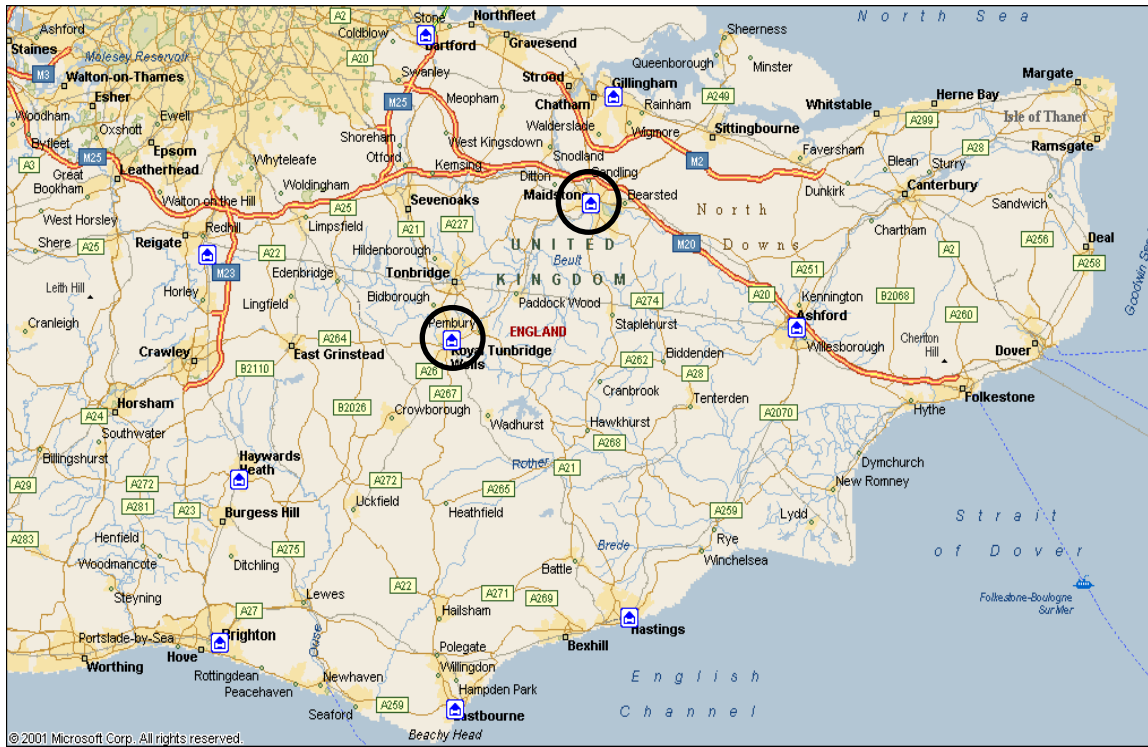 North Sea
A2
Stone
Northfleet
Ashford
Coldblow
Dartford
Gravesend
Sheerness
Staines
Molesey Reservoir
A20
Queenborough
Minster
M3
Walton-on-Thames
Swanley
Strood
Gillingham
Margate
Esher
M25
Meopham
Chatham
A249
Whitstable
Herne Bay
Woodham
Ewell
Rainham
Isle of Thanet
Oxshott
Walderslade
Wigmore
Sittingbourne
A299
Byfleet
Epsom
Shoreham
West Kingsdown
Ramsgate
M25
Whyteleafe
Otford
Snodland
M2
Faversham
A28
A3
Leatherhead
Kemsing
Blean
Sturry
Great
Bookham
Woldingham
Ditton
Sandling
Dunkirk
Canterbury
Walton on the Hill
Sevenoaks
Maidston
Bearsted
Sandwich
West Horsley
A25
A227
North
Redhill
Limpsfield
A21
Chartham
Shere
A25
Reigate
A22
Hildenborough
UNITED
M20
Downs
A2
A256
Deal
Beult
A258
Leith Hill
M23
Edenbridge
Tonbridge
KINGDOM
A251
Horley
Lingfield
Bidborough
Paddock Wood
A274
A20
Kennington
B2068
Cranleigh
Pembury
ENGLAND
Staplehurst
Ashford
A260
A264
Cheriton
Hill
Crawley
East Grinstead
Royal Tunbridge
Wells
A262
Biddenden
Willesborough
Dover
B2110
A26
A28
A267
Cranbrook
Folkestone
Horsham
A24
B2026
Crowborough
Tenterden
A2070
Hythe
Wadhurst
Hawkhurst
Southwater
A268
Billingshurst
Haywards
Heath
Rother
A21
Dymchurch
A29
A272
A272
A265
New Romney
A281
A23
Uckfield
Heathfield
A259
Lydd
Strait
Burgess Hill
A283
Henfield
A275
Brede
Rye
of Dover
Woodmancote
Ditchling
Battle
Winchelsea
Steyning
A22
A271
A269
Folkestone-Boulogne
Sur Mer
Lewes
A27
Hailsham
Hastings
Portslade-by-Sea
Brighton
Ouse
Bexhill
Hove
Polegate
Worthing
Rottingdean
Willingdon
Peacehaven
Newhaven
Hampden Park
English
Seaford
A259
Eastbourne
Channel
Beachy Head
© 2001 Microsoft Corp. All rights reserved.